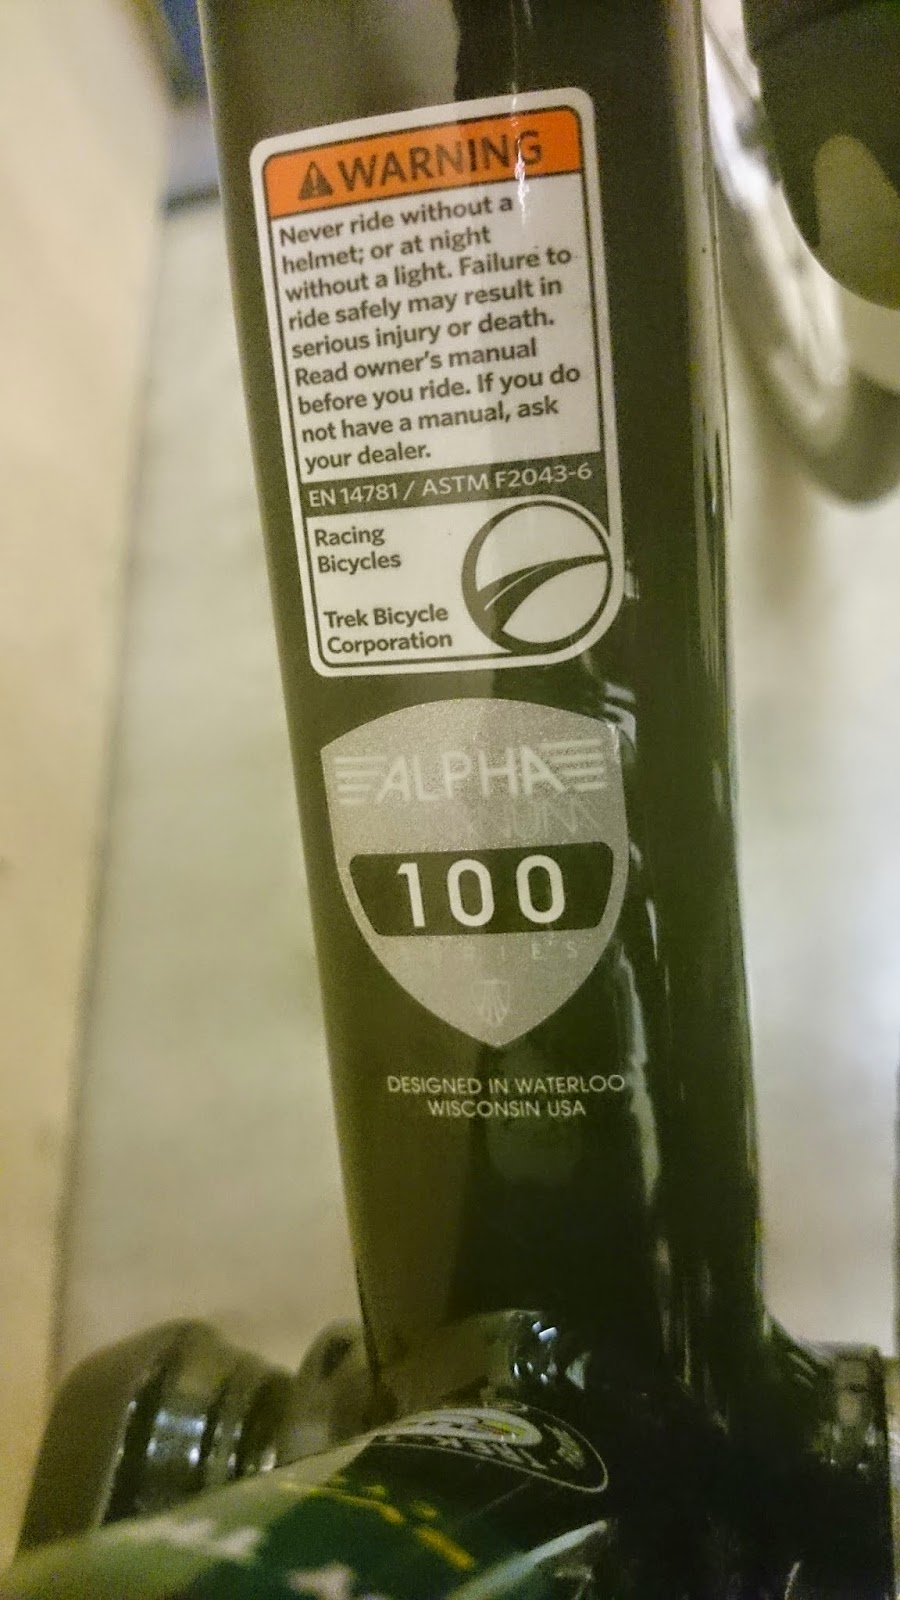 WARNING
Never ride without a
helmet; or at night
without a light. Failure to
ride safely may result in
serious injury or death.
Read owner's manual
before you ride. If you do
not have a manual, ask
your dealer.
EN 14781 / ASTM F2043-6
Racing
Bicycles
Trek Bicycle
Corporation
ALPHA
100
SERIES
DESIGNED IN WATERLOO
WISCONSIN USA